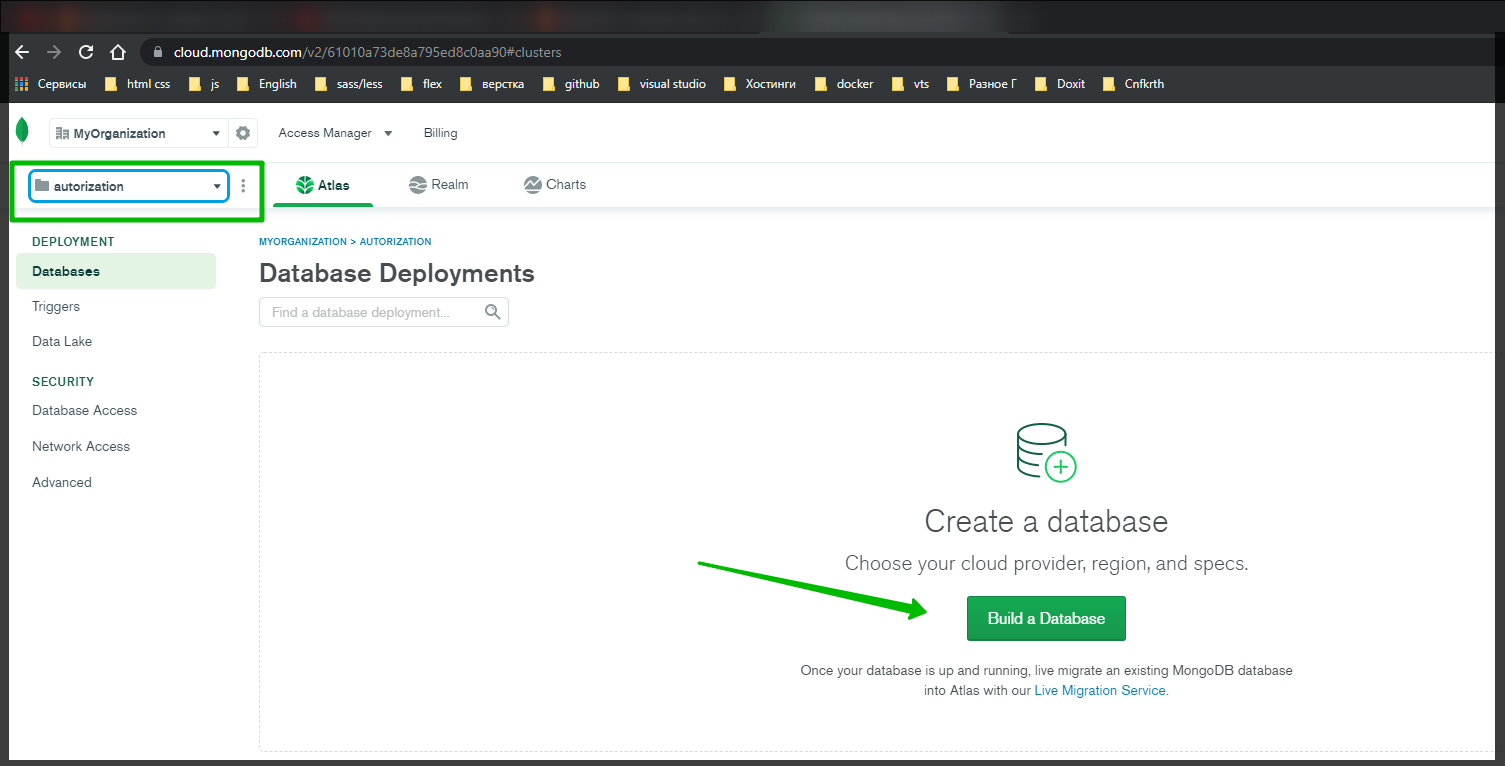 cloud.mongodb.com/v2/61010a73de8a795ed8c0aa90#clusters
Сервисы html css js English sass/less flex верстка github visual studio Хостинги docker vts Разное Г Doxit Cnfkrth
MyOrganization Access Manager Billing
autorization Atlas Realm Charts
DEPLOYMENT
Databases
Triggers
Data Lake
SECURITY
Database Access
Network Access
Advanced
MYORGANIZATION > AUTORIZATION
Database Deployments
Find a database deployment...
Create a database
Choose your cloud provider, region, and specs.
Build a Database
Once your database is up and running, live migrate an existing MongoDB database
into Atlas with our Live Migration Service.